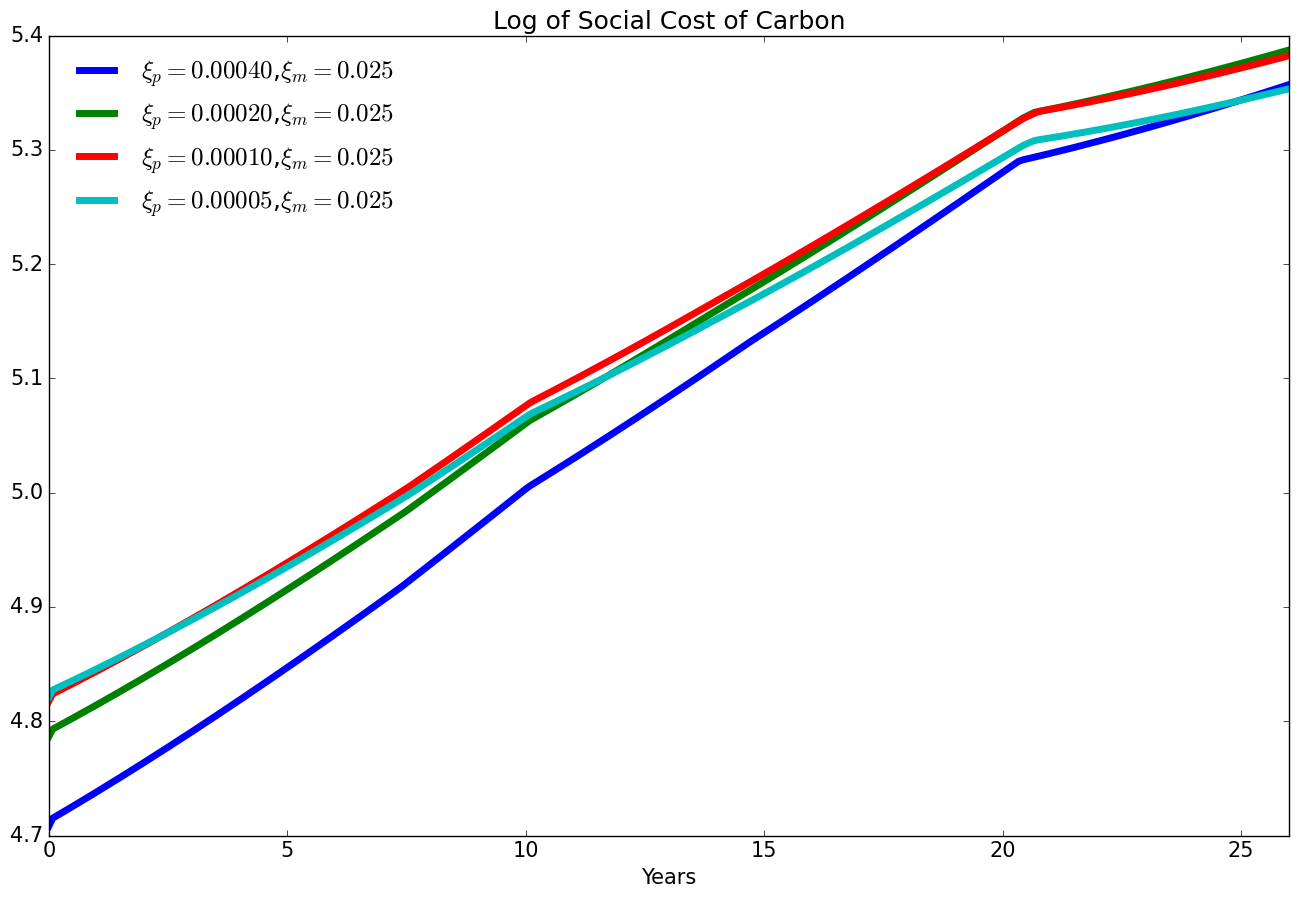 Log of Social Cost of Carbon
5.4
5.3
5.2
5.1
5.0
4.9
4.8
4.7
ξₚ = 0.00040,ξₘ = 0.025
ξₚ = 0.00020,ξₘ = 0.025
ξₚ = 0.00010,ξₘ = 0.025
ξₚ = 0.00005,ξₘ = 0.025
0 5 10 15 20 25
Years